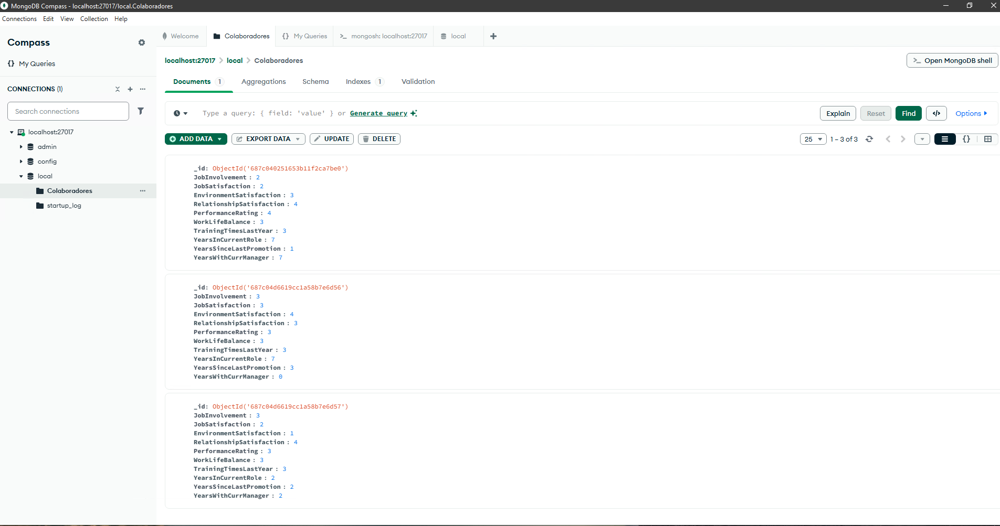 MongoDB Compass - localhost:27017/local.Colaboradores
Connections Edit View Collection Help
Compass
My Queries
CONNECTIONS (1)
Search connections
localhost:27017
admin
config
local
Colaboradores
startup_log
Welcome
Colaboradores
{} My Queries
>_ mongosh: localhost:27017
local
localhost:27017 > local > Colaboradores
>_ Open MongoDB shell
Documents 1 Aggregations Schema Indexes 1 Validation
Type a query: { field: 'value' } or Generate query
Explain Reset Find </> Options
ADD DATA EXPORT DATA UPDATE DELETE
25 1 – 3 of 3
_id: ObjectId('687c040251653b11f2ca7be0')
JobInvolvement : 2
JobSatisfaction : 2
EnvironmentSatisfaction : 3
RelationshipSatisfaction : 4
PerformanceRating : 4
WorkLifeBalance : 3
TrainingTimesLastYear : 3
YearsInCurrentRole : 7
YearsSinceLastPromotion : 1
YearsWithCurrManager : 7
_id: ObjectId('687c04d6619cc1a58b7e6d56')
JobInvolvement : 3
JobSatisfaction : 3
EnvironmentSatisfaction : 4
RelationshipSatisfaction : 3
PerformanceRating : 3
WorkLifeBalance : 3
TrainingTimesLastYear : 3
YearsInCurrentRole : 7
YearsSinceLastPromotion : 3
YearsWithCurrManager : 0
_id: ObjectId('687c04d6619cc1a58b7e6d57')
JobInvolvement : 3
JobSatisfaction : 2
EnvironmentSatisfaction : 1
RelationshipSatisfaction : 4
PerformanceRating : 3
WorkLifeBalance : 3
TrainingTimesLastYear : 3
YearsInCurrentRole : 2
YearsSinceLastPromotion : 2
YearsWithCurrManager : 2